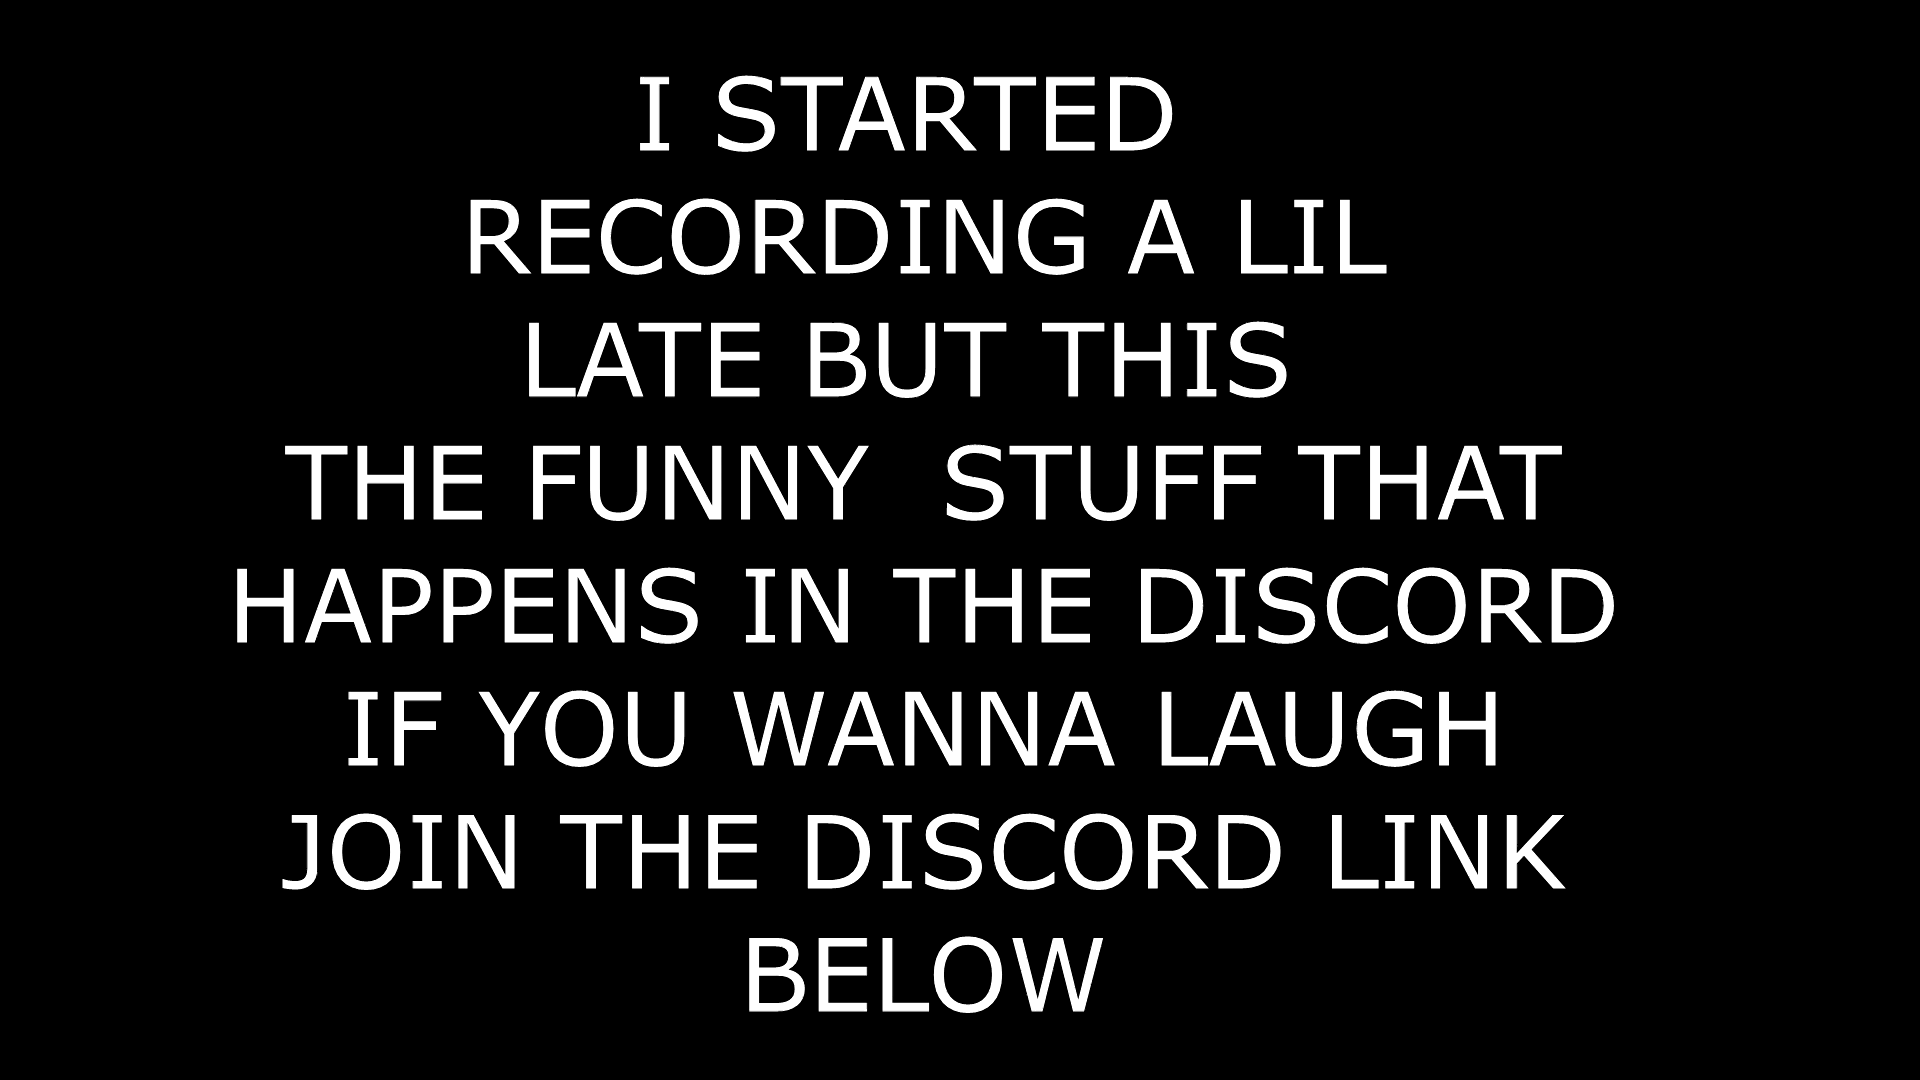 I STARTED
RECORDING A LIL
LATE BUT THIS
THE FUNNY  STUFF THAT
HAPPENS IN THE DISCORD
IF YOU WANNA LAUGH
JOIN THE DISCORD LINK
BELOW